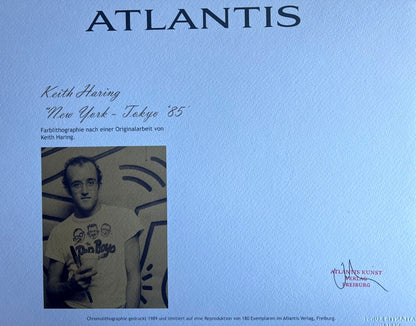 ATLANTIS
Keith Haring
"New York - Tokyo '85'
Farblithographie nach einer Originalarbeit von
Keith Haring.
ATLANTIS KUNST
VERLAG
FREIBURG
Chromolithographie gedruckt 1989 und limitiert auf eine Reproduktion von 180 Exemplaren im Atlantis Verlag, Freiburg.